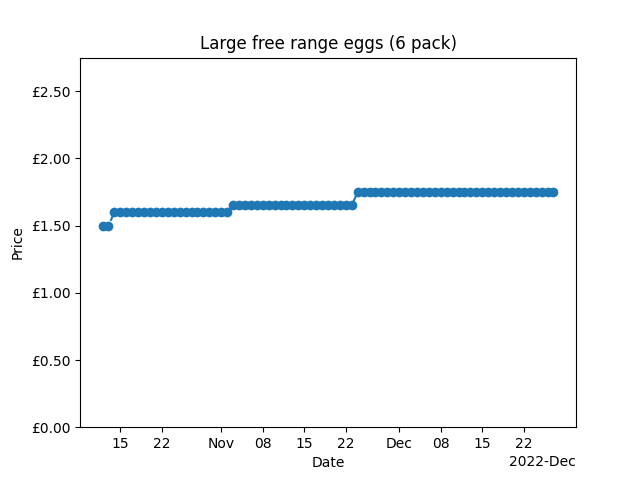 Large free range eggs (6 pack)
Price
£2.50
£2.00
£1.50
£1.00
£0.50
£0.00
15 22 Nov 08 15 22 Dec 08 15 22
Date
2022-Dec